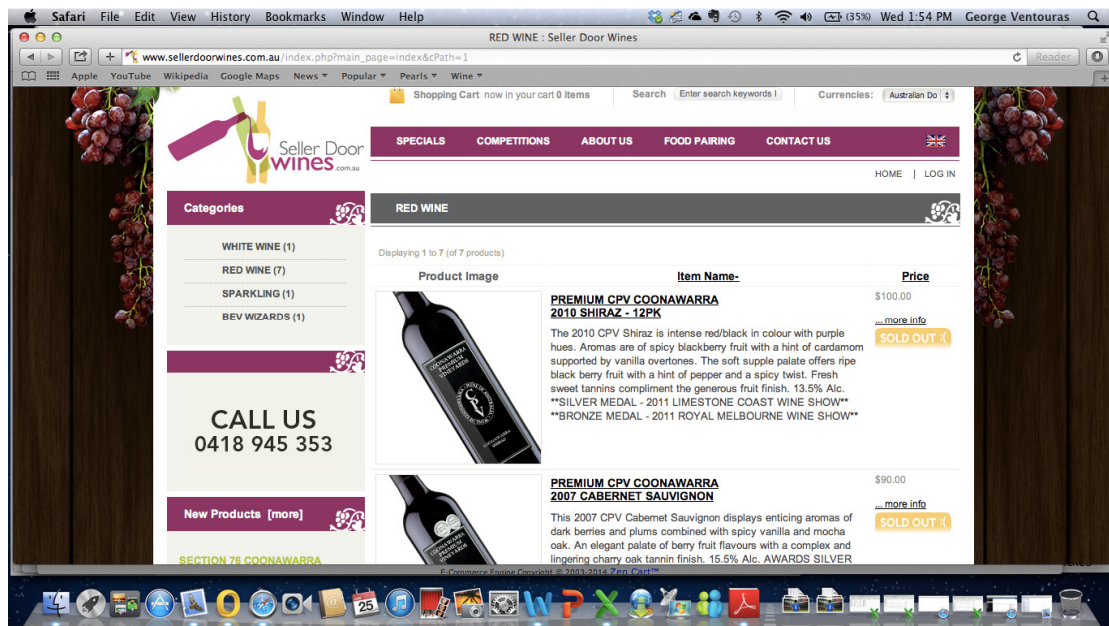 Safari File Edit View History Bookmarks Window Help (35%) Wed 1:54 PM George Ventouras
RED WINE : Seller Door Wines
www.sellerdoorwines.com.au/index.php?main_page=index&cPath=1 Reader
Apple YouTube Wikipedia Google Maps News Popular Pearls Wine
Shopping Cart now in your cart 0 Items Search Enter search keywords Currencies: Australian Do
Seller Door
wines.com.au
SPECIALS COMPETITIONS ABOUT US FOOD PAIRING CONTACT US
HOME | LOG IN
Categories
WHITE WINE (1)
RED WINE (7)
SPARKLING (1)
BEV WIZARDS (1)
CALL US
0418 945 353
New Products [more]
SECTION 76 COONAWARRA
RED WINE
Displaying 1 to 7 (of 7 products)
Product Image Item Name- Price
COONAWARRA
PREMIUM
VINEYARDS
CPV
COONAWARRA
SHIRAZ
PREMIUM CPV COONAWARRA
2010 SHIRAZ - 12PK
The 2010 CPV Shiraz is intense red/black in colour with purple
hues. Aromas are of spicy blackberry fruit with a hint of cardamom
supported by vanilla overtones. The soft supple palate offers ripe
black berry fruit with a hint of pepper and a spicy twist. Fresh
sweet tannins compliment the generous fruit finish. 13.5% Alc.
**SILVER MEDAL - 2011 LIMESTONE COAST WINE SHOW**
**BRONZE MEDAL - 2011 ROYAL MELBOURNE WINE SHOW**
$100.00
... more info
SOLD OUT :(
COONAWARRA
PREMIUM
VINEYARDS
PREMIUM CPV COONAWARRA
2007 CABERNET SAUVIGNON
This 2007 CPV Cabernet Sauvignon displays enticing aromas of
dark berries and plums combined with spicy vanilla and mocha
oak. An elegant palate of berry fruit flavours with a complex and
lingering charry oak tannin finish. 15.5% Alc. AWARDS SILVER
$90.00
... more info
SOLD OUT :(
E-Commerce Engine Copyright © 2003-2014 Zen Cart™
25